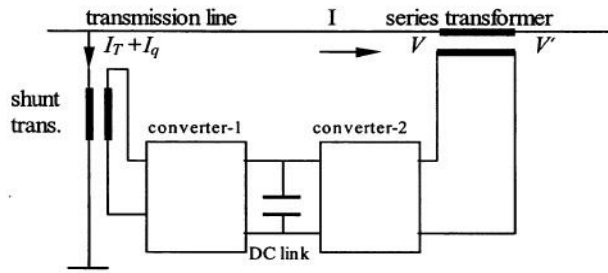 transmission line I series transformer
I_T + I_q V V'
shunt
trans.
converter-1 converter-2
DC link